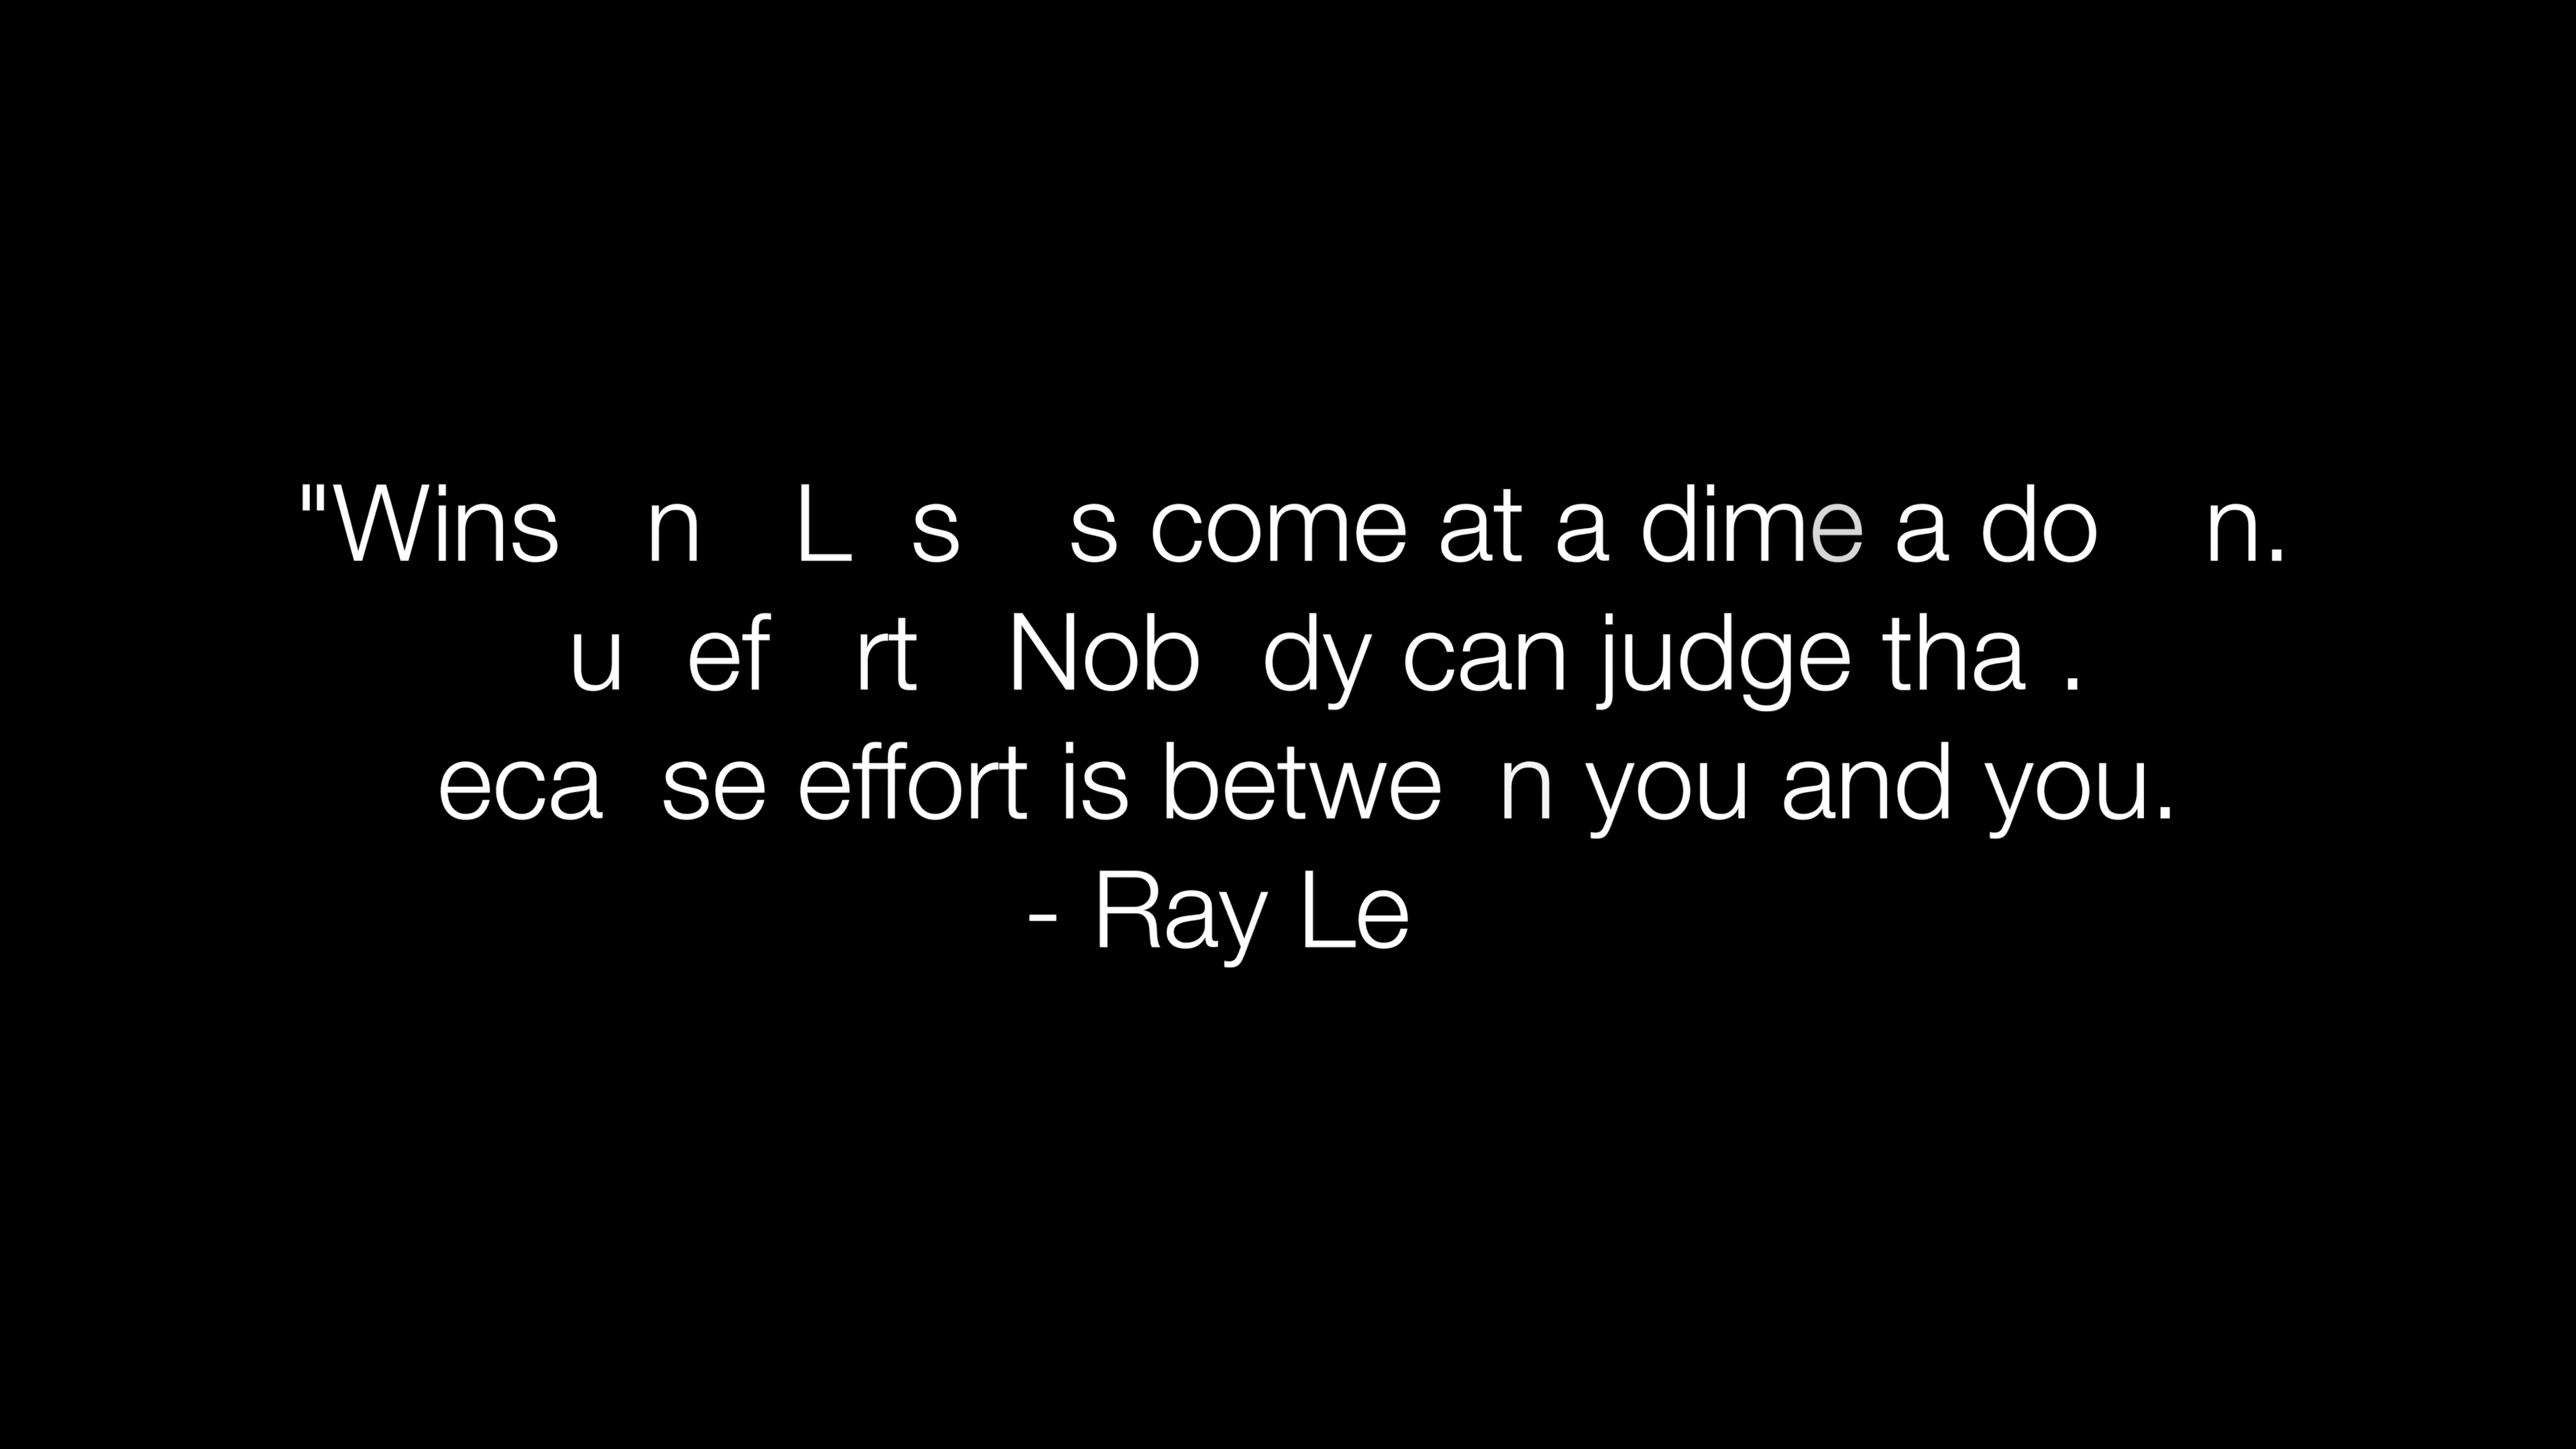 "Wins n L s s come at a dime a do n.
u ef rt Nob dy can judge tha .
eca se effort is betwe n you and you.
- Ray Le